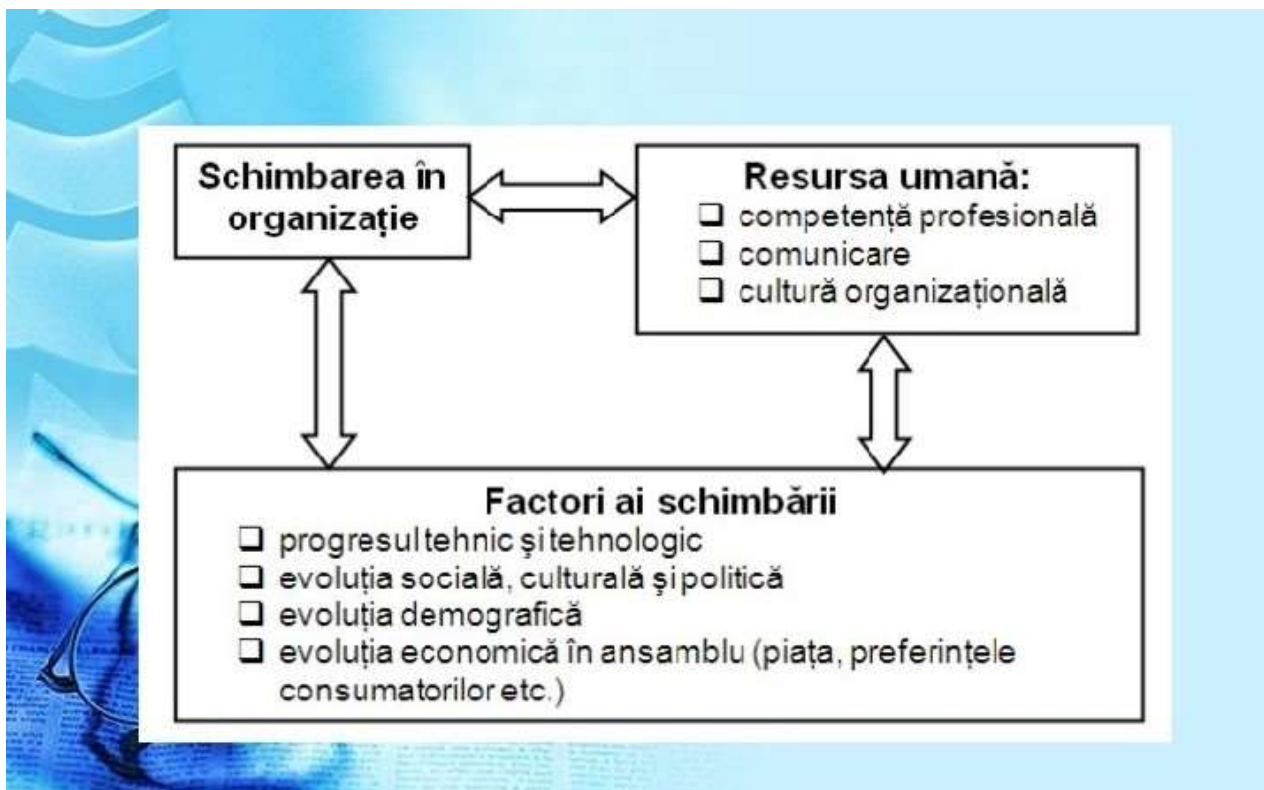 Schimbarea în
organizație
Resursa umană:
❑ competență profesională
❑ comunicare
❑ cultură organizațională
Factori ai schimbării
❑ progresul tehnic și tehnologic
❑ evoluția socială, culturală și politică
❑ evoluția demografică
❑ evoluția economică în ansamblu (piața, preferințele
consumatorilor etc.)